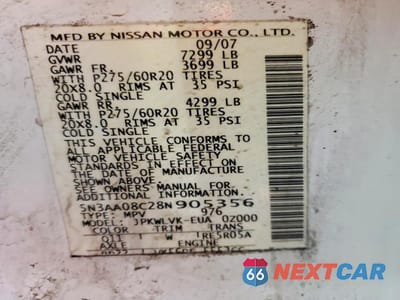 MFD BY NISSAN MOTOR CO., LTD.
DATE 09/07
GVWR 7299 LB
GAWR FR. 3699 LB
WITH P275/60R20 TIRES
20X8.0 RIMS AT 35 PSI
COLD SINGLE
GAWR RR. 4299 LB
WITH P275/60R20 TIRES
20X8.0 RIMS AT 35 PSI
COLD SINGLE
THIS VEHICLE CONFORMS TO
ALL APPLICABLE FEDERAL
MOTOR VEHICLE SAFETY
STANDARDS IN EFFECT ON
THE DATE OF MANUFACTURE
SHOWN ABOVE.
SEE OWNERS MANUAL FOR
ADDITIONAL INFORMATION.
5N3AA08C28N905356
TYPE: MPV 976
MODEL: JPKWLVK-EUA 0Z000
COLOR TRIM TRANS
W RE5R05A
AXLE ENGINE
66 NEXTCAR